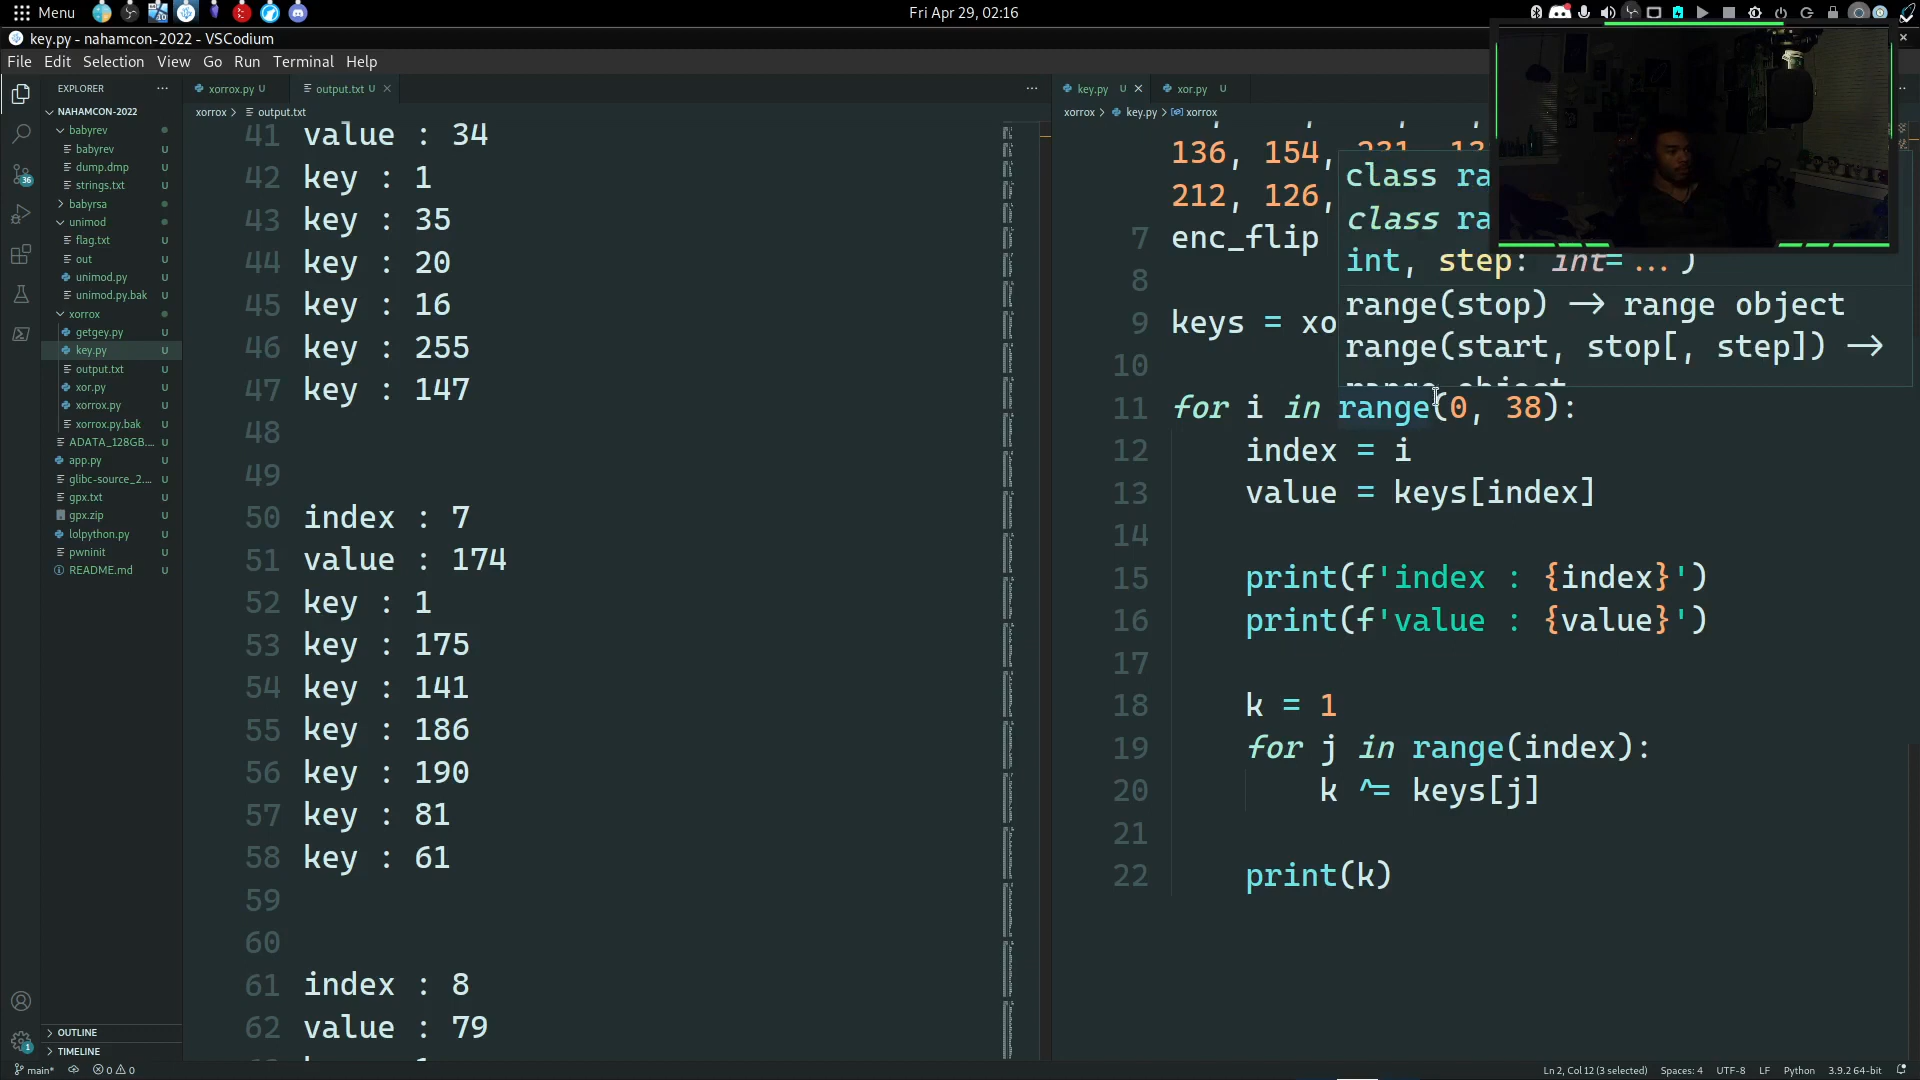 Menu
Fri Apr 29, 02:16
key.py - nahamcon-2022 - VSCodium
File Edit Selection View Go Run Terminal Help
EXPLORER
NAHAMCON-2022
babyrev
babyrev U
dump.dmp U
strings.txt U
babyrsa
unimod
flag.txt U
out U
unimod.py U
unimod.py.bak U
xorrox
getgey.py U
key.py U
output.txt U
xor.py U
xorrox.py U
xorrox.py.bak U
ADATA_128GB.... U
app.py U
glibc-source_2.... U
gpx.txt U
gpx.zip U
lolpython.py U
pwninit U
README.md U
OUTLINE
TIMELINE
36
1
xorrox.py U
output.txt U
xorrox > output.txt
41 value : 34
42 key : 1
43 key : 35
44 key : 20
45 key : 16
46 key : 255
47 key : 147
48
49
50 index : 7
51 value : 174
52 key : 1
53 key : 175
54 key : 141
55 key : 186
56 key : 190
57 key : 81
58 key : 61
59
60
61 index : 8
62 value : 79
key.py U
xor.py U
xorrox > key.py > xorrox
136, 154, 231, 13
212, 126,
7 enc_flip
8
9 keys = xo
10
11 for i in range(0, 38):
12 index = i
13 value = keys[index]
14
15 print(f'index : {index}')
16 print(f'value : {value}')
17
18 k = 1
19 for j in range(index):
20 k ^= keys[j]
21
22 print(k)
class ra
class ra
int, step: int=...)
range(stop) -> range object
range(start, stop[, step]) ->
range object
main* 0 0
Ln 2, Col 12 (3 selected) Spaces: 4 UTF-8 LF Python 3.9.2 64-bit